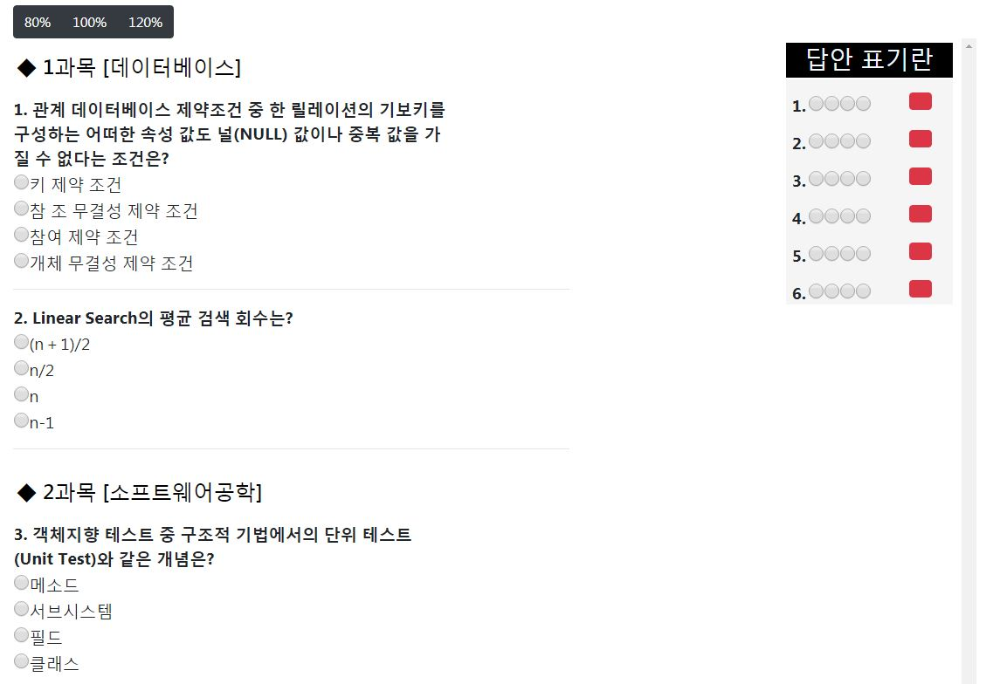 80% 100% 120%
◆ 1과목 [데이터베이스]
1. 관계 데이터베이스 제약조건 중 한 릴레이션의 기보키를
구성하는 어떠한 속성 값도 널(NULL) 값이나 중복 값을 가
질 수 없다는 조건은?
키 제약 조건
참 조 무결성 제약 조건
참여 제약 조건
개체 무결성 제약 조건
2. Linear Search의 평균 검색 회수는?
(n + 1)/2
n/2
n
n-1
◆ 2과목 [소프트웨어공학]
3. 객체지향 테스트 중 구조적 기법에서의 단위 테스트
(Unit Test)와 같은 개념은?
메소드
서브시스템
필드
클래스
답안 표기란
1.
2.
3.
4.
5.
6.